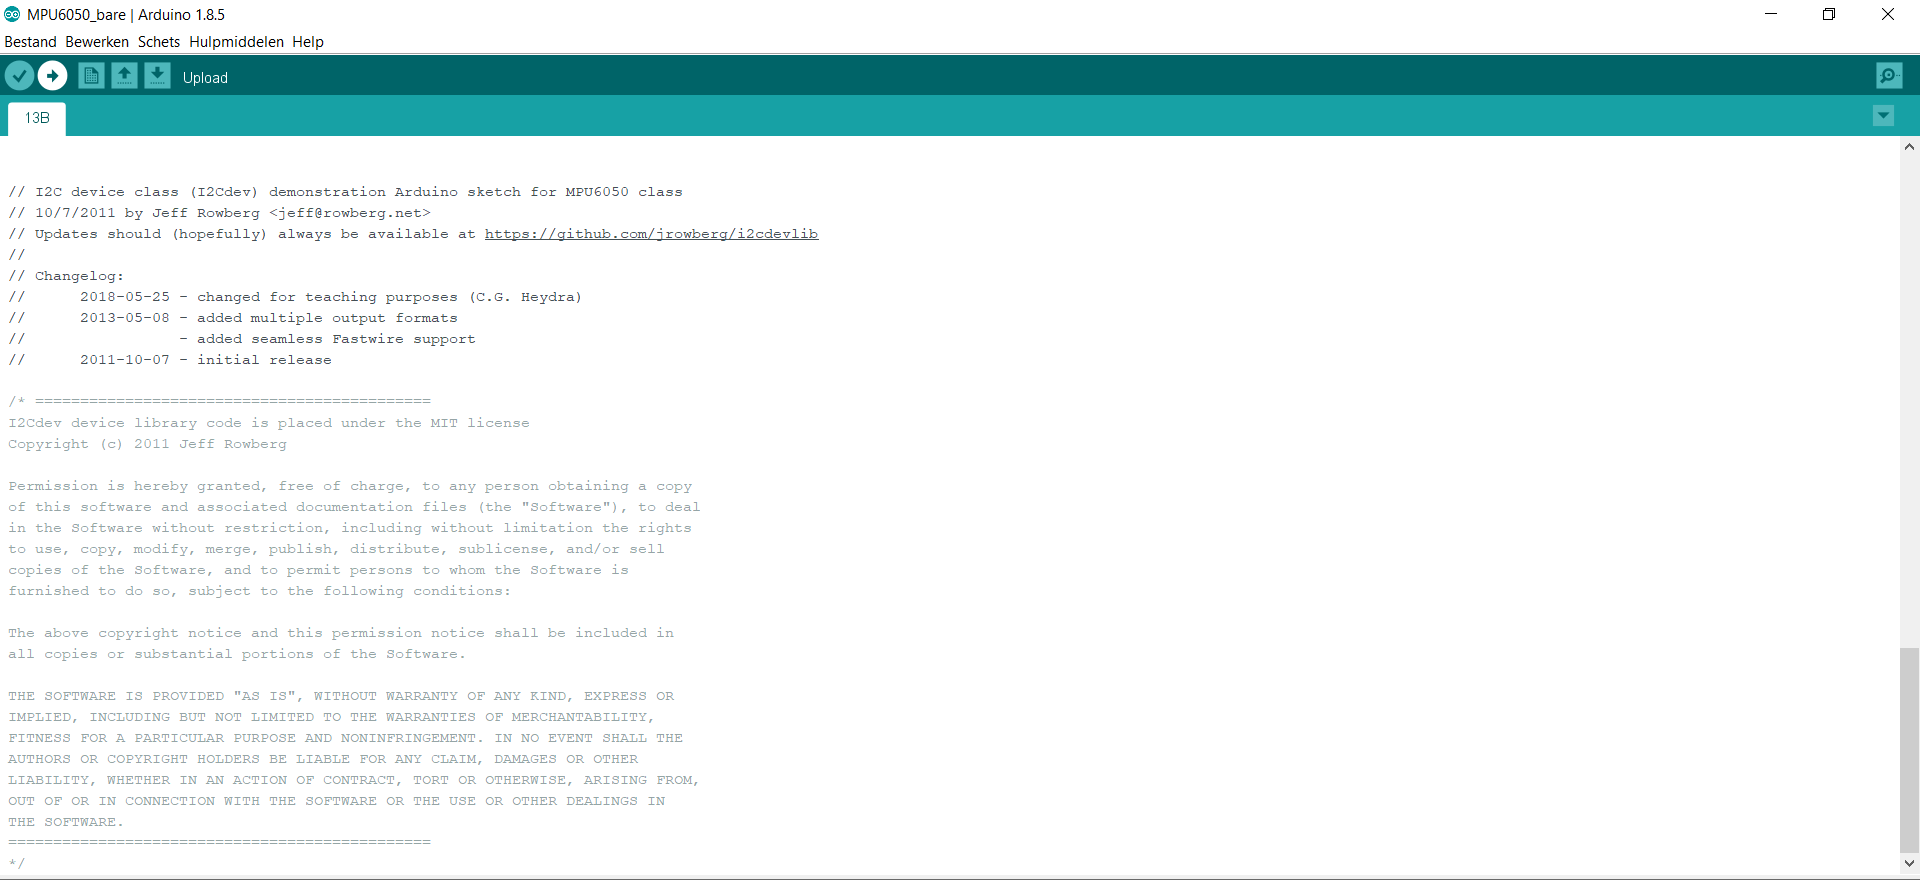 MPU6050_bare | Arduino 1.8.5
Bestand Bewerken Schets Hulpmiddelen Help
Upload
13B
// I2C device class (I2Cdev) demonstration Arduino sketch for MPU6050 class
// 10/7/2011 by Jeff Rowberg <jeff@rowberg.net>
// Updates should (hopefully) always be available at https://github.com/jrowberg/i2cdevlib
//
// Changelog:
//      2018-05-25 - changed for teaching purposes (C.G. Heydra)
//      2013-05-08 - added multiple output formats
//                 - added seamless Fastwire support
//      2011-10-07 - initial release
/* ============================================
I2Cdev device library code is placed under the MIT license
Copyright (c) 2011 Jeff Rowberg
Permission is hereby granted, free of charge, to any person obtaining a copy
of this software and associated documentation files (the "Software"), to deal
in the Software without restriction, including without limitation the rights
to use, copy, modify, merge, publish, distribute, sublicense, and/or sell
copies of the Software, and to permit persons to whom the Software is
furnished to do so, subject to the following conditions:
The above copyright notice and this permission notice shall be included in
all copies or substantial portions of the Software.
THE SOFTWARE IS PROVIDED "AS IS", WITHOUT WARRANTY OF ANY KIND, EXPRESS OR
IMPLIED, INCLUDING BUT NOT LIMITED TO THE WARRANTIES OF MERCHANTABILITY,
FITNESS FOR A PARTICULAR PURPOSE AND NONINFRINGEMENT. IN NO EVENT SHALL THE
AUTHORS OR COPYRIGHT HOLDERS BE LIABLE FOR ANY CLAIM, DAMAGES OR OTHER
LIABILITY, WHETHER IN AN ACTION OF CONTRACT, TORT OR OTHERWISE, ARISING FROM,
OUT OF OR IN CONNECTION WITH THE SOFTWARE OR THE USE OR OTHER DEALINGS IN
THE SOFTWARE.
===============================================
*/